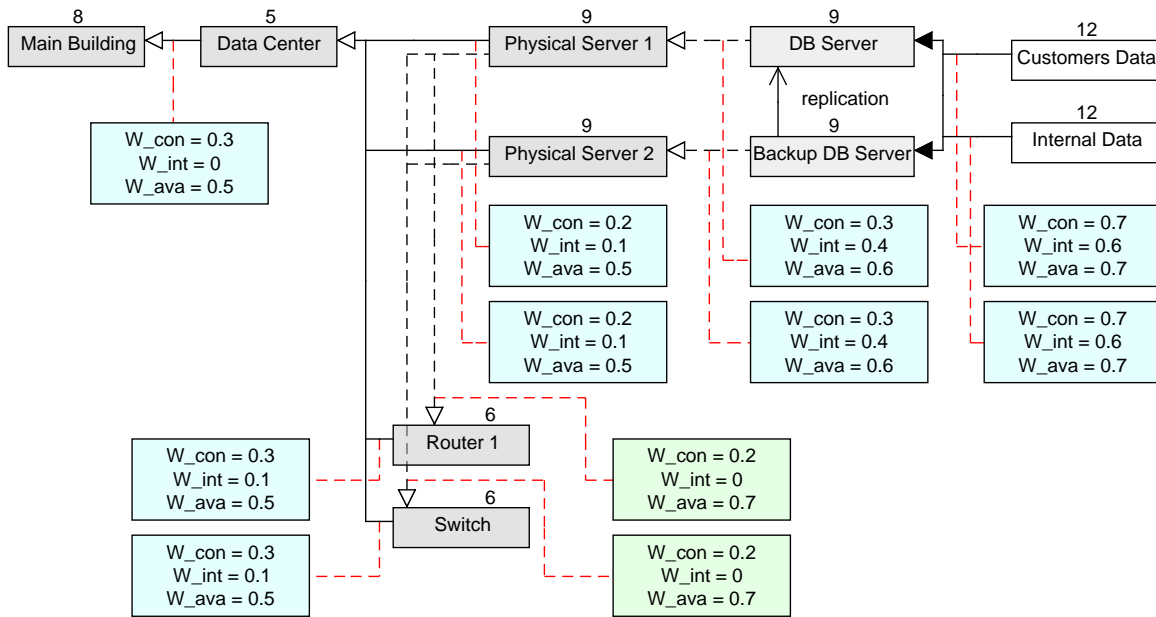 8
5
9
9
12
Main Building
Data Center
Physical Server 1
DB Server
Customers Data
replication
12
9
9
Physical Server 2
Backup DB Server
Internal Data
W_con = 0.3
W_int = 0
W_ava = 0.5
W_con = 0.2
W_int = 0.1
W_ava = 0.5
W_con = 0.3
W_int = 0.4
W_ava = 0.6
W_con = 0.7
W_int = 0.6
W_ava = 0.7
W_con = 0.2
W_int = 0.1
W_ava = 0.5
W_con = 0.3
W_int = 0.4
W_ava = 0.6
W_con = 0.7
W_int = 0.6
W_ava = 0.7
6
Router 1
W_con = 0.3
W_int = 0.1
W_ava = 0.5
W_con = 0.2
W_int = 0
W_ava = 0.7
6
Switch
W_con = 0.3
W_int = 0.1
W_ava = 0.5
W_con = 0.2
W_int = 0
W_ava = 0.7